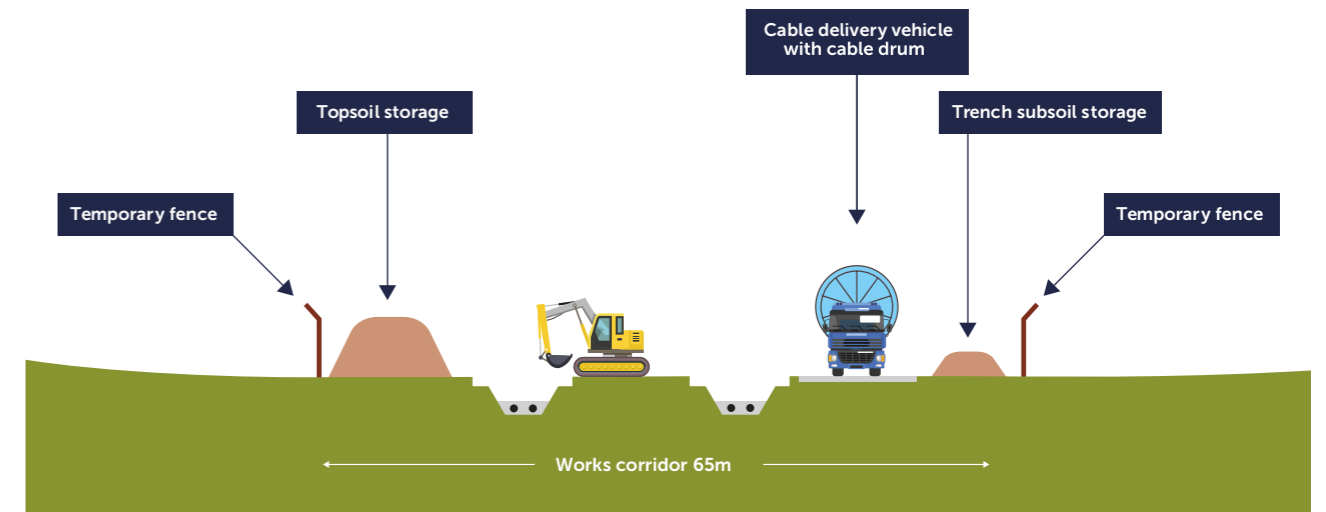 Cable delivery vehicle
with cable drum
Topsoil storage
Trench subsoil storage
Temporary fence
Temporary fence
Works corridor 65m